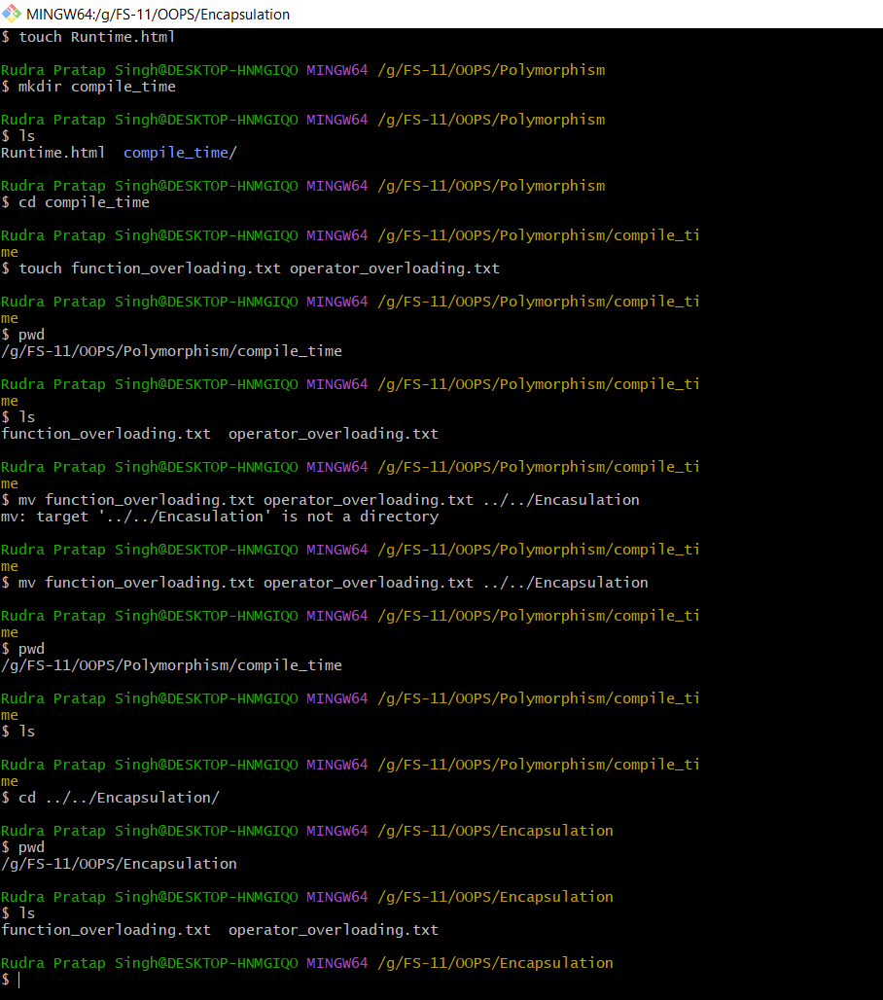 MINGW64:/g/FS-11/OOPS/Encapsulation
$ touch Runtime.html
Rudra Pratap Singh@DESKTOP-HNMGIQO MINGW64 /g/FS-11/OOPS/Polymorphism
$ mkdir compile_time
Rudra Pratap Singh@DESKTOP-HNMGIQO MINGW64 /g/FS-11/OOPS/Polymorphism
$ ls
Runtime.html  compile_time/
Rudra Pratap Singh@DESKTOP-HNMGIQO MINGW64 /g/FS-11/OOPS/Polymorphism
$ cd compile_time
Rudra Pratap Singh@DESKTOP-HNMGIQO MINGW64 /g/FS-11/OOPS/Polymorphism/compile_ti
me
$ touch function_overloading.txt operator_overloading.txt
Rudra Pratap Singh@DESKTOP-HNMGIQO MINGW64 /g/FS-11/OOPS/Polymorphism/compile_ti
me
$ pwd
/g/FS-11/OOPS/Polymorphism/compile_time
Rudra Pratap Singh@DESKTOP-HNMGIQO MINGW64 /g/FS-11/OOPS/Polymorphism/compile_ti
me
$ ls
function_overloading.txt  operator_overloading.txt
Rudra Pratap Singh@DESKTOP-HNMGIQO MINGW64 /g/FS-11/OOPS/Polymorphism/compile_ti
me
$ mv function_overloading.txt operator_overloading.txt ../../Encasulation
mv: target '../../Encasulation' is not a directory
Rudra Pratap Singh@DESKTOP-HNMGIQO MINGW64 /g/FS-11/OOPS/Polymorphism/compile_ti
me
$ mv function_overloading.txt operator_overloading.txt ../../Encapsulation
Rudra Pratap Singh@DESKTOP-HNMGIQO MINGW64 /g/FS-11/OOPS/Polymorphism/compile_ti
me
$ pwd
/g/FS-11/OOPS/Polymorphism/compile_time
Rudra Pratap Singh@DESKTOP-HNMGIQO MINGW64 /g/FS-11/OOPS/Polymorphism/compile_ti
me
$ ls
Rudra Pratap Singh@DESKTOP-HNMGIQO MINGW64 /g/FS-11/OOPS/Polymorphism/compile_ti
me
$ cd ../../Encapsulation/
Rudra Pratap Singh@DESKTOP-HNMGIQO MINGW64 /g/FS-11/OOPS/Encapsulation
$ pwd
/g/FS-11/OOPS/Encapsulation
Rudra Pratap Singh@DESKTOP-HNMGIQO MINGW64 /g/FS-11/OOPS/Encapsulation
$ ls
function_overloading.txt  operator_overloading.txt
Rudra Pratap Singh@DESKTOP-HNMGIQO MINGW64 /g/FS-11/OOPS/Encapsulation
$